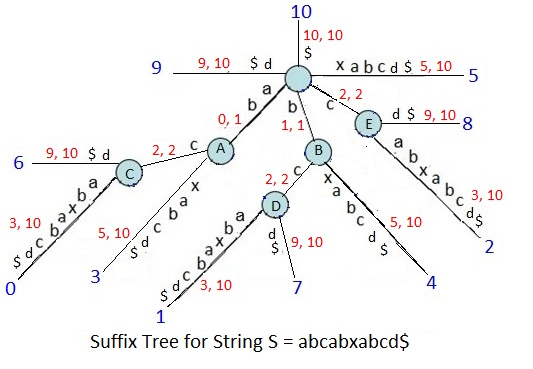 10
10, 10
$
9
9, 10
$ d
x a b c d $
5, 10
5
a
b
0, 1
b
1, 1
c
2, 2
E
d $
9, 10
8
6
9, 10
$ d
2, 2
c
A
B
C
3, 10
$ d c b a x b a
5, 10
$ d c b a x
2, 2
c
D
x a b c d $
5, 10
a b x a b c d $
3, 10
2
$ d c b a x b a
3, 10
d $
9, 10
0
3
1
7
4
Suffix Tree for String S = abcabxabcd$